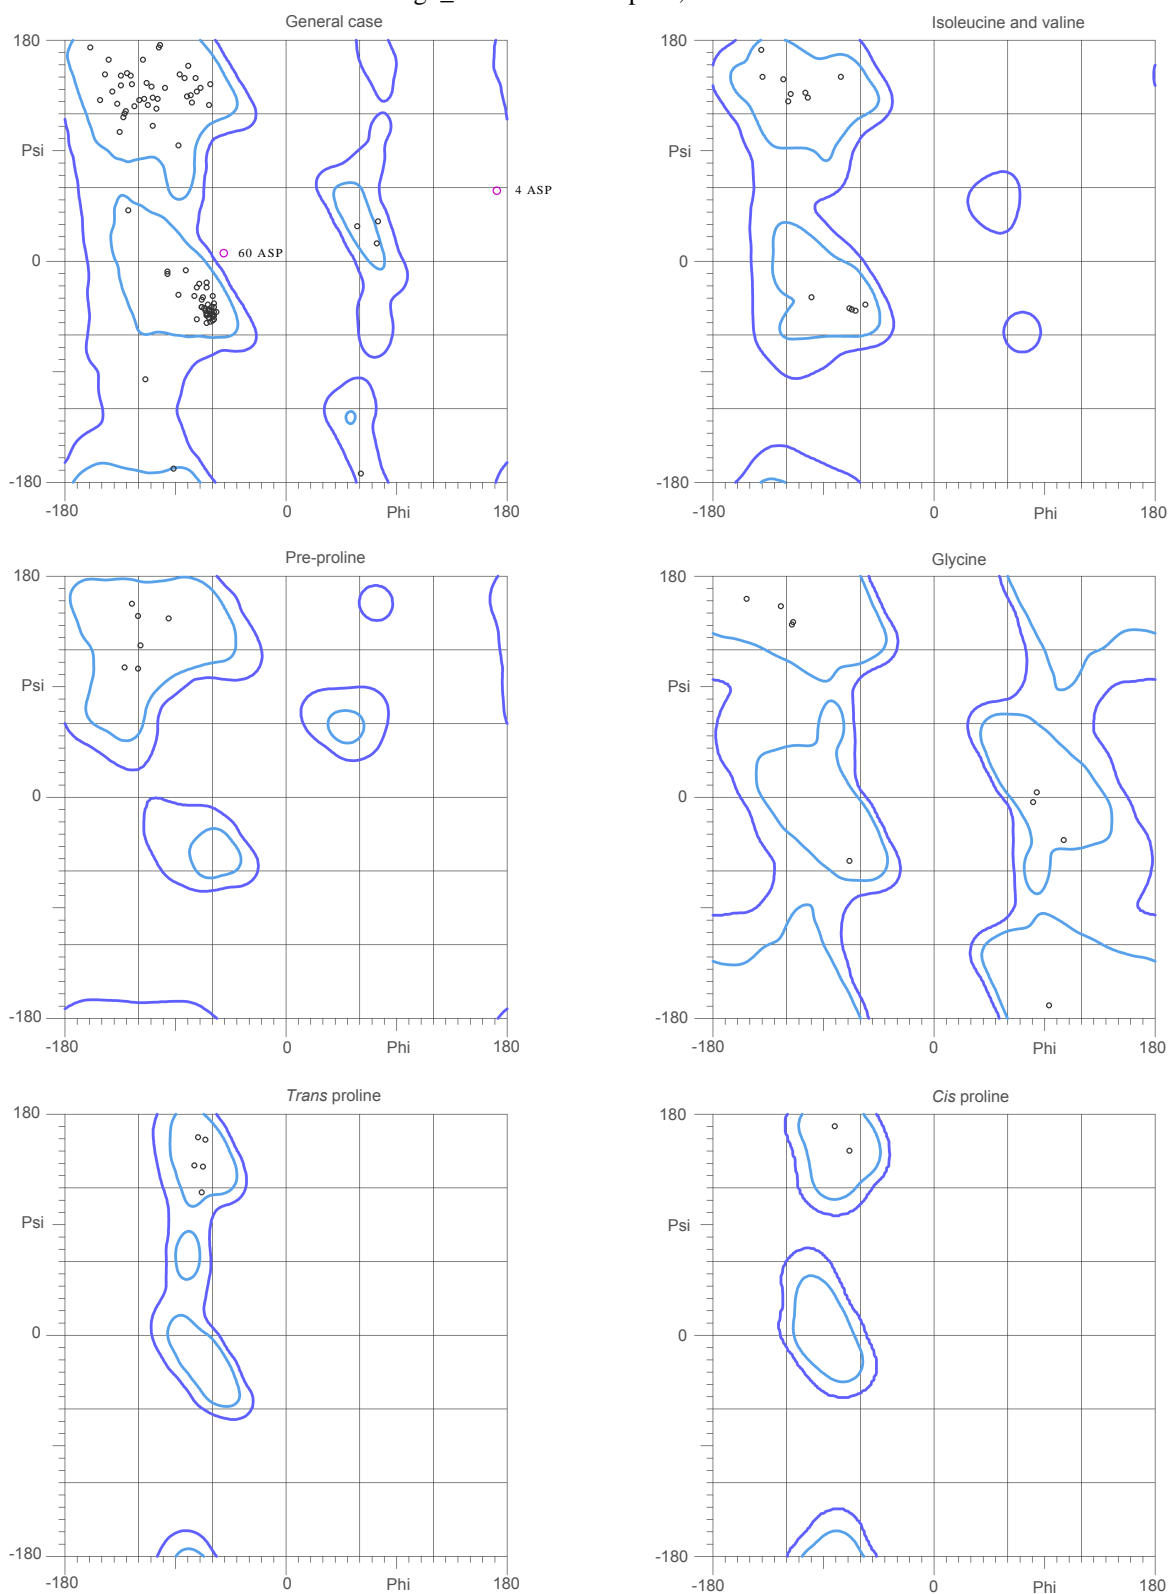 General case
180
Psi
0
-180
-180
0
Phi
180
60 ASP
4 ASP
Isoleucine and valine
180
Psi
0
-180
-180
0
Phi
180
Pre-proline
180
Psi
0
-180
-180
0
Phi
180
Glycine
180
Psi
0
-180
-180
0
Phi
180
Trans proline
180
Psi
0
-180
-180
0
Phi
180
Cis proline
180
Psi
0
-180
-180
0
Phi
180